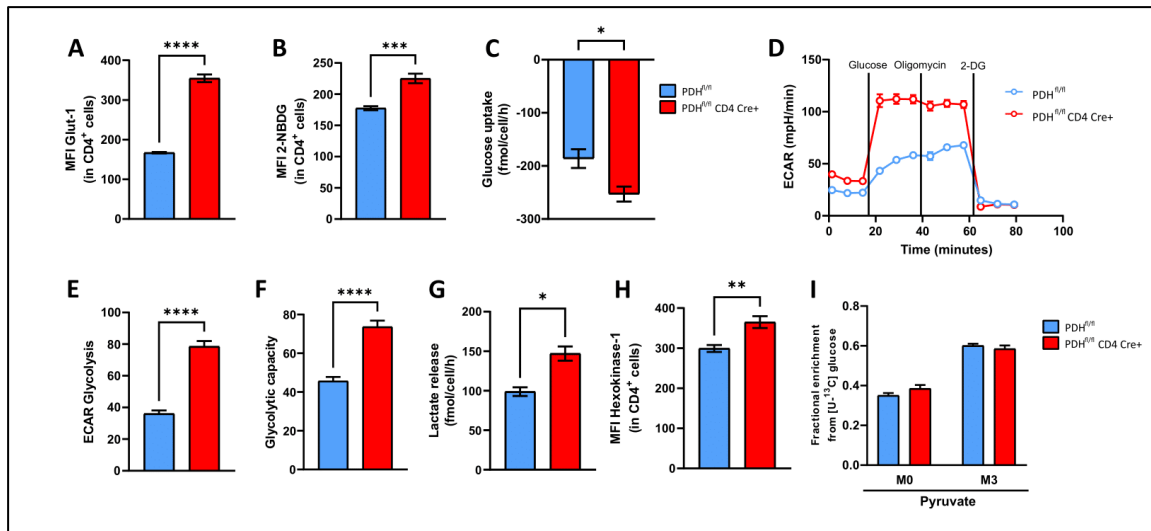 A
MFI Glut-1
(in CD4⁺ cells)
400
300
200
100
0
****
B
MFI 2-NBDG
(in CD4⁺ cells)
250
200
150
100
50
0
***
C
Glucose uptake
(fmol/cell/h)
0
-100
-200
-300
*
PDHfl/fl
PDHfl/fl CD4 Cre+
D
ECAR (mpH/min)
150
100
50
0
Glucose
Oligomycin
2-DG
0
20
40
60
80
100
Time (minutes)
PDHfl/fl
PDHfl/fl CD4 Cre+
E
ECAR Glycolysis
100
80
60
40
20
0
****
F
Glycolytic capacity
80
60
40
20
0
****
G
Lactate release
(fmol/cell/h)
200
150
100
50
0
*
H
MFI Hexokinase-1
(in CD4⁺ cells)
400
300
200
100
0
**
I
Fractional enrichment
from [U-¹³C] glucose
0.8
0.6
0.4
0.2
0.0
M0
M3
Pyruvate
PDHfl/fl
PDHfl/fl CD4 Cre+